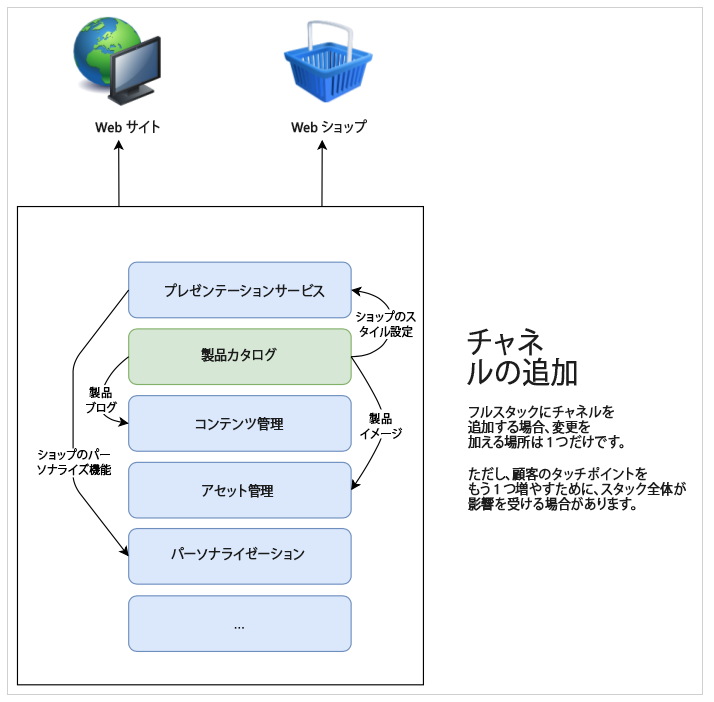 Web サイト
Web ショップ
プレゼンテーションサービス
ショップのス
タイル設定
製品カタログ
製品
ブログ
コンテンツ管理
製品
イメージ
ショップのパー
ソナライズ機能
アセット管理
パーソナライゼーション
...
チャネ
ルの追加
フルスタックにチャネルを
追加する場合、変更を
加える場所は１つだけです。
ただし、顧客のタッチポイントを
もう１つ増やすために、スタック全体が
影響を受ける場合があります。